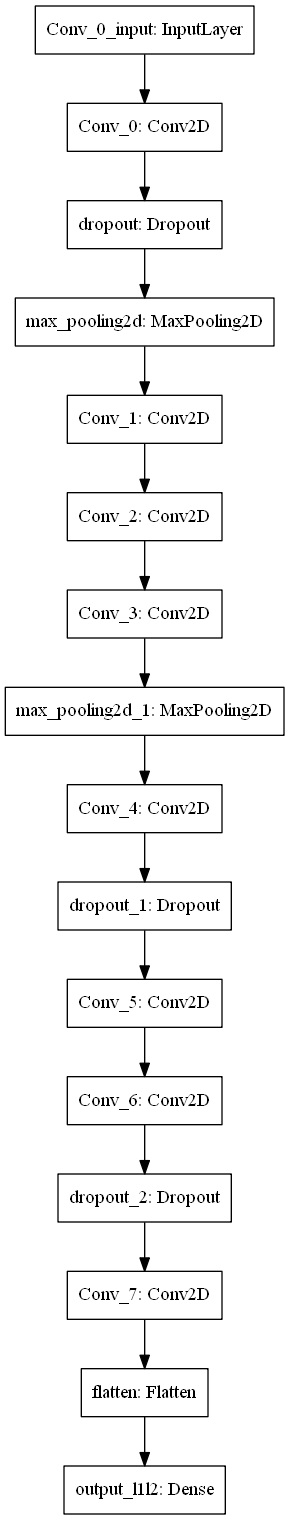 Conv_0_input: InputLayer
Conv_0: Conv2D
dropout: Dropout
max_pooling2d: MaxPooling2D
Conv_1: Conv2D
Conv_2: Conv2D
Conv_3: Conv2D
max_pooling2d_1: MaxPooling2D
Conv_4: Conv2D
dropout_1: Dropout
Conv_5: Conv2D
Conv_6: Conv2D
dropout_2: Dropout
Conv_7: Conv2D
flatten: Flatten
output_l1l2: Dense